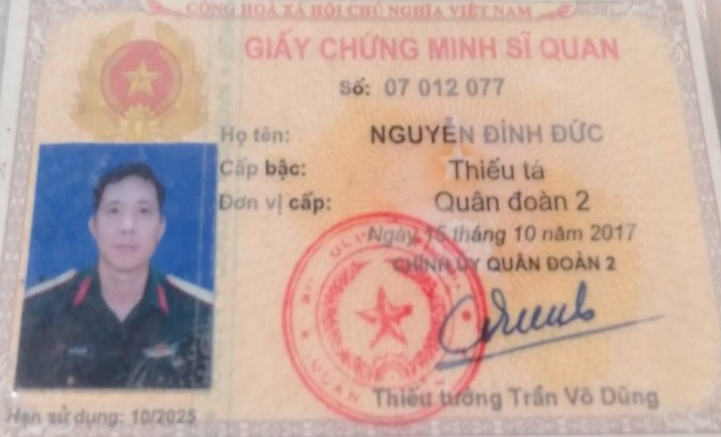 CỘNG HOÀ XÃ HỘI CHỦ NGHĨA VIỆT NAM
GIẤY CHỨNG MINH SĨ QUAN
Số: 07 012 077
Họ tên: NGUYỄN ĐÌNH ĐỨC
Cấp bậc: Thiếu tá
Đơn vị cấp: Quân đoàn 2
Ngày 15 tháng 10 năm 2017
CHÍNH ỦY QUÂN ĐOÀN 2
Thiếu tướng Trần Võ Dũng
Hạn sử dụng: 10/2025